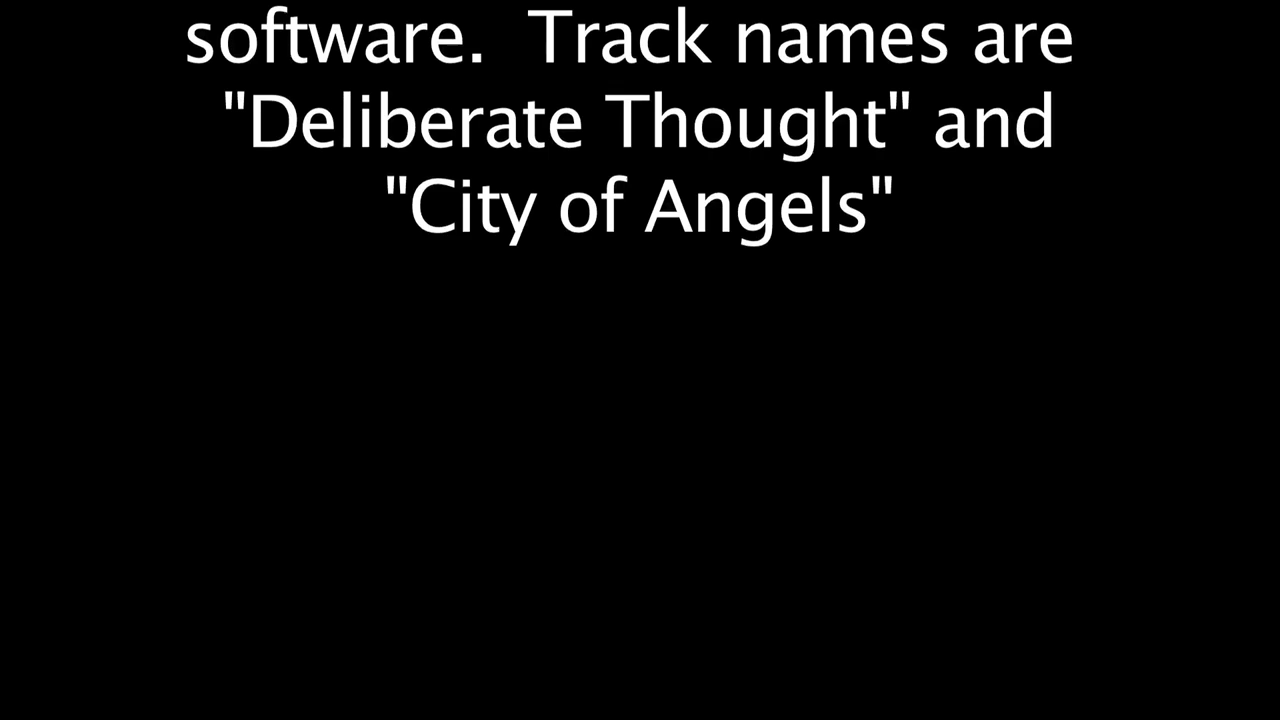 software.  Track names are
"Deliberate Thought" and
"City of Angels"